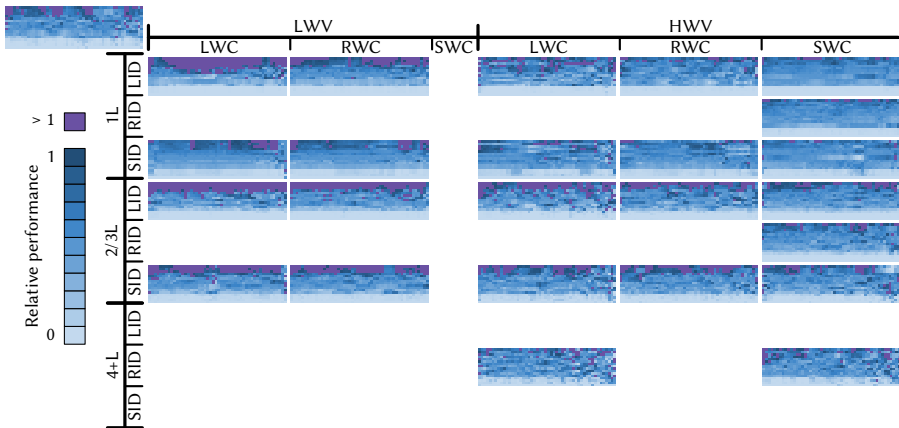 LWV HWV
LWC RWC SWC LWC RWC SWC
1L LID
RID
SID
2/3L LID
RID
SID
4+L LID
RID
SID
> 1
1
Relative performance
0